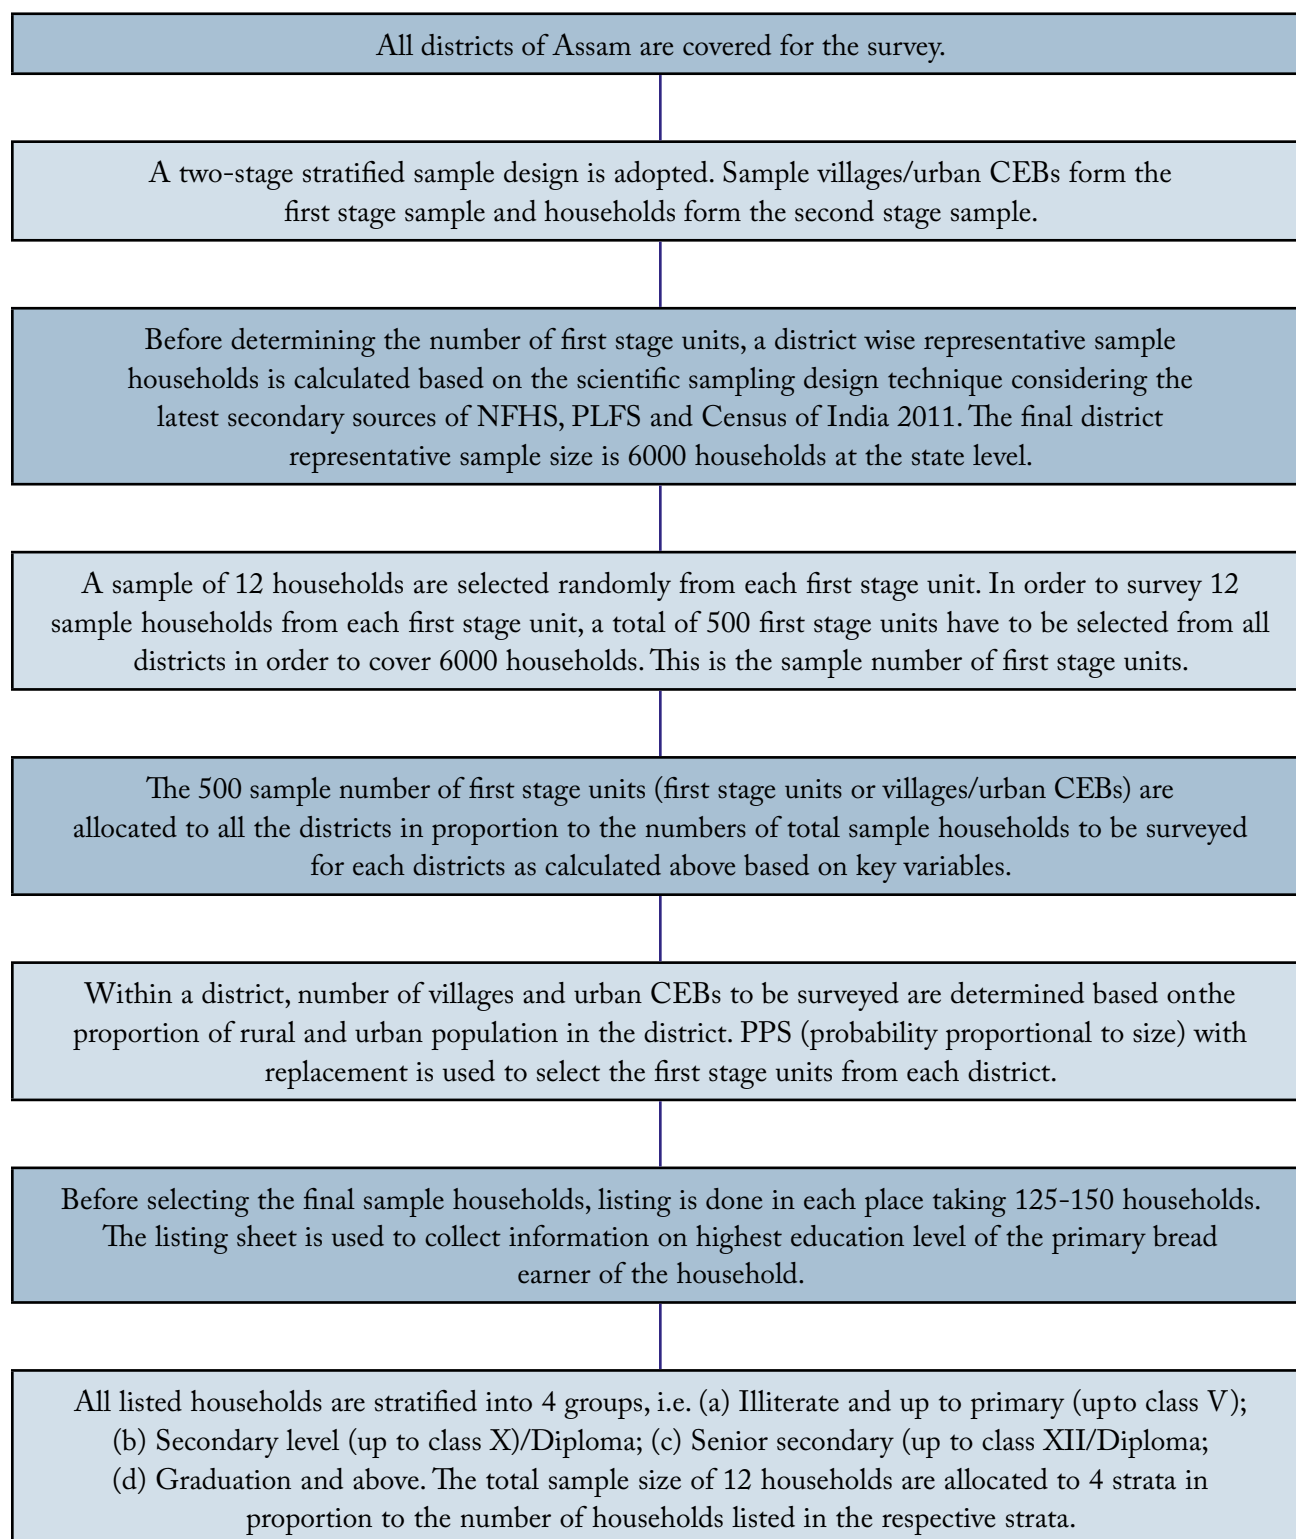 All districts of Assam are covered for the survey.
A two-stage stratified sample design is adopted. Sample villages/urban CEBs form the
first stage sample and households form the second stage sample.
Before determining the number of first stage units, a district wise representative sample
households is calculated based on the scientific sampling design technique considering the
latest secondary sources of NFHS, PLFS and Census of India 2011. The final district
representative sample size is 6000 households at the state level.
A sample of 12 households are selected randomly from each first stage unit. In order to survey 12
sample households from each first stage unit, a total of 500 first stage units have to be selected from all
districts in order to cover 6000 households. This is the sample number of first stage units.
The 500 sample number of first stage units (first stage units or villages/urban CEBs) are
allocated to all the districts in proportion to the numbers of total sample households to be surveyed
for each districts as calculated above based on key variables.
Within a district, number of villages and urban CEBs to be surveyed are determined based on the
proportion of rural and urban population in the district. PPS (probability proportional to size) with
replacement is used to select the first stage units from each district.
Before selecting the final sample households, listing is done in each place taking 125-150 households.
The listing sheet is used to collect information on highest education level of the primary bread
earner of the household.
All listed households are stratified into 4 groups, i.e. (a) Illiterate and up to primary (upto class V);
(b) Secondary level (up to class X)/Diploma; (c) Senior secondary (up to class XII/Diploma;
(d) Graduation and above. The total sample size of 12 households are allocated to 4 strata in
proportion to the number of households listed in the respective strata.